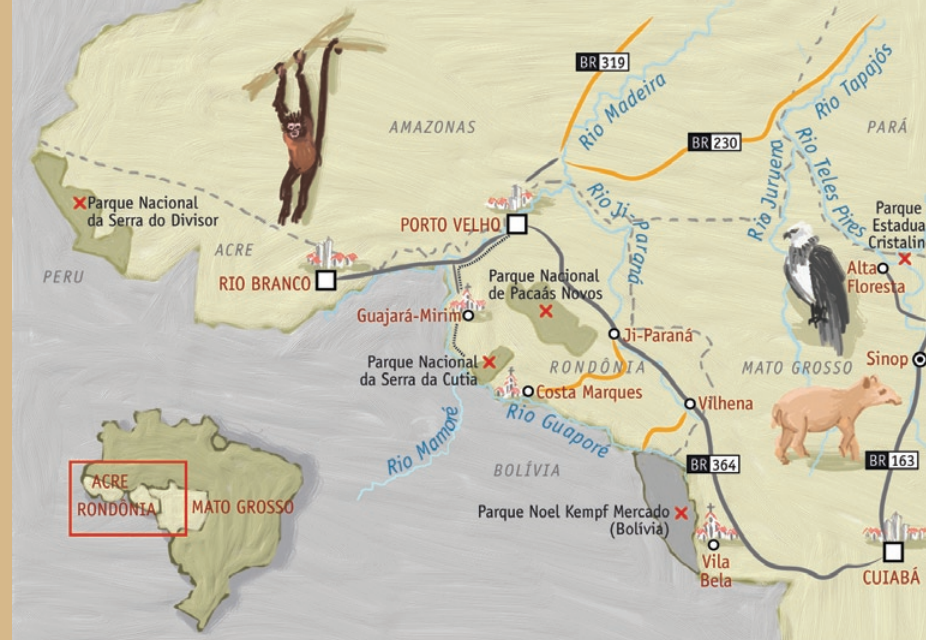 BR 319
Rio Madeira
Rio Tapajós
AMAZONAS
BR 230
PARÁ
Rio Juruena
Rio Teles Pires
Parque Nacional
da Serra do Divisor
Rio Ji-Paraná
Parque
Estadua
Cristalin
PORTO VELHO
ACRE
PERU
RIO BRANCO
Parque Nacional
de Pacaás Novos
Alta
Floresta
Guajará-Mirim
Ji-Paraná
Parque Nacional
da Serra da Cutia
RONDÔNIA
MATO GROSSO
Sinop
Costa Marques
Vilhena
Rio Mamoré
Rio Guaporé
BOLÍVIA
BR 364
BR 163
ACRE
RONDÔNIA
MATO GROSSO
Parque Noel Kempf Mercado
(Bolívia)
Vila
Bela
CUIABÁ